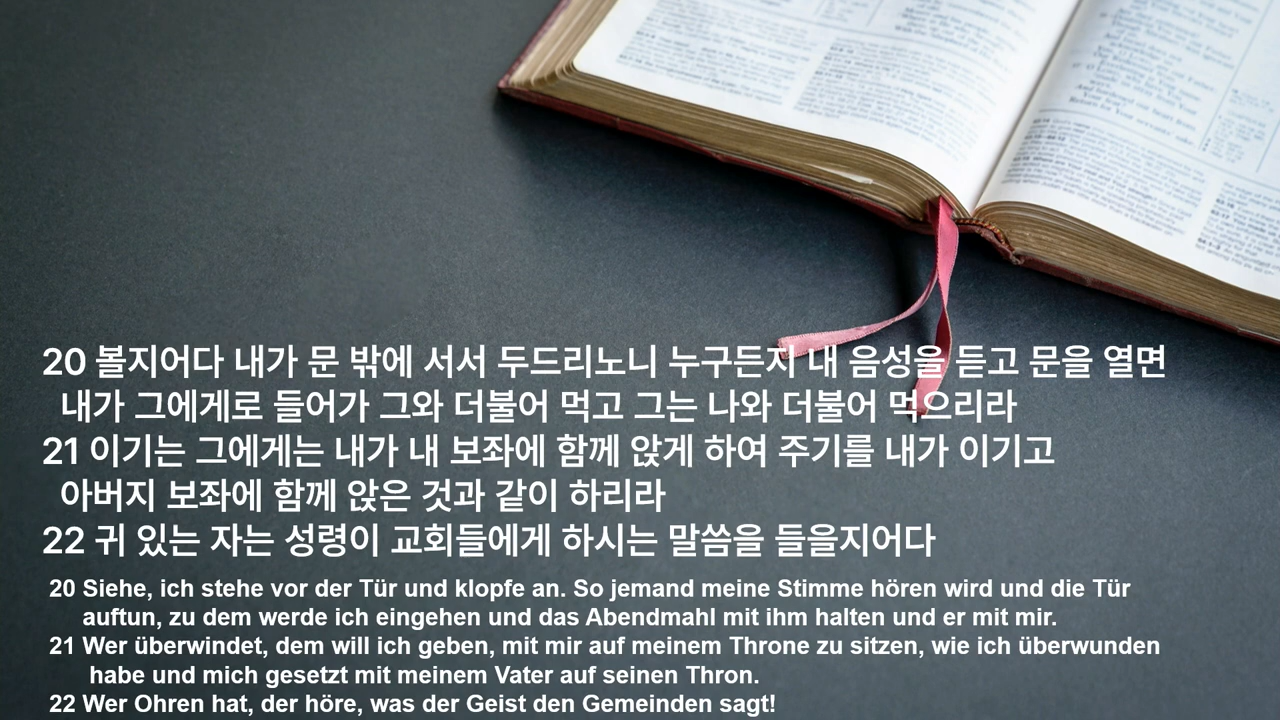 20 볼지어다 내가 문 밖에 서서 두드리노니 누구든지 내 음성을 듣고 문을 열면
내가 그에게로 들어가 그와 더불어 먹고 그는 나와 더불어 먹으리라
21 이기는 그에게는 내가 내 보좌에 함께 앉게 하여 주기를 내가 이기고
아버지 보좌에 함께 앉은 것과 같이 하리라
22 귀 있는 자는 성령이 교회들에게 하시는 말씀을 들을지어다
20 Siehe, ich stehe vor der Tür und klopfe an. So jemand meine Stimme hören wird und die Tür
auftun, zu dem werde ich eingehen und das Abendmahl mit ihm halten und er mit mir.
21 Wer überwindet, dem will ich geben, mit mir auf meinem Throne zu sitzen, wie ich überwunden
habe und mich gesetzt mit meinem Vater auf seinen Thron.
22 Wer Ohren hat, der höre, was der Geist den Gemeinden sagt!